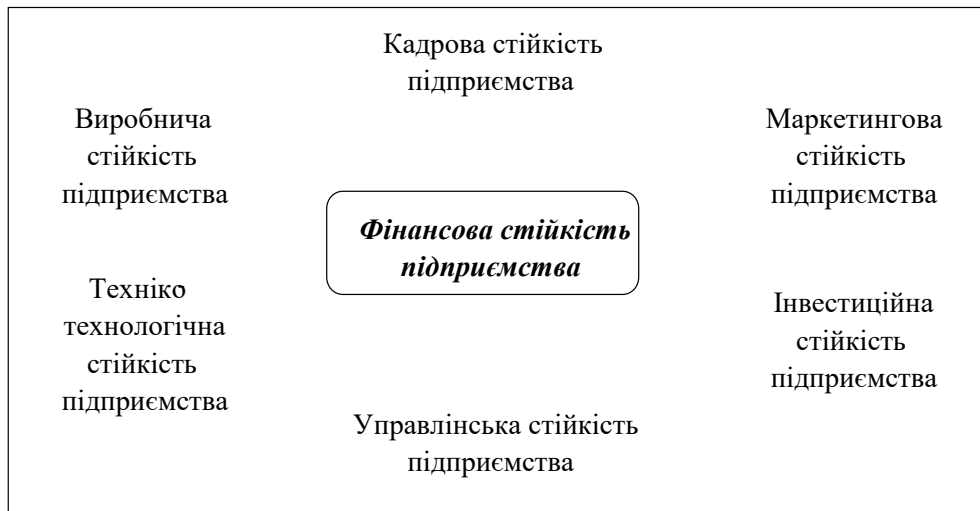 Кадрова стійкість
підприємства
Виробнича
стійкість
підприємства
Маркетингова
стійкість
підприємства
Фінансова стійкість
підприємства
Техніко
технологічна
стійкість
підприємства
Інвестиційна
стійкість
підприємства
Управлінська стійкість
підприємства